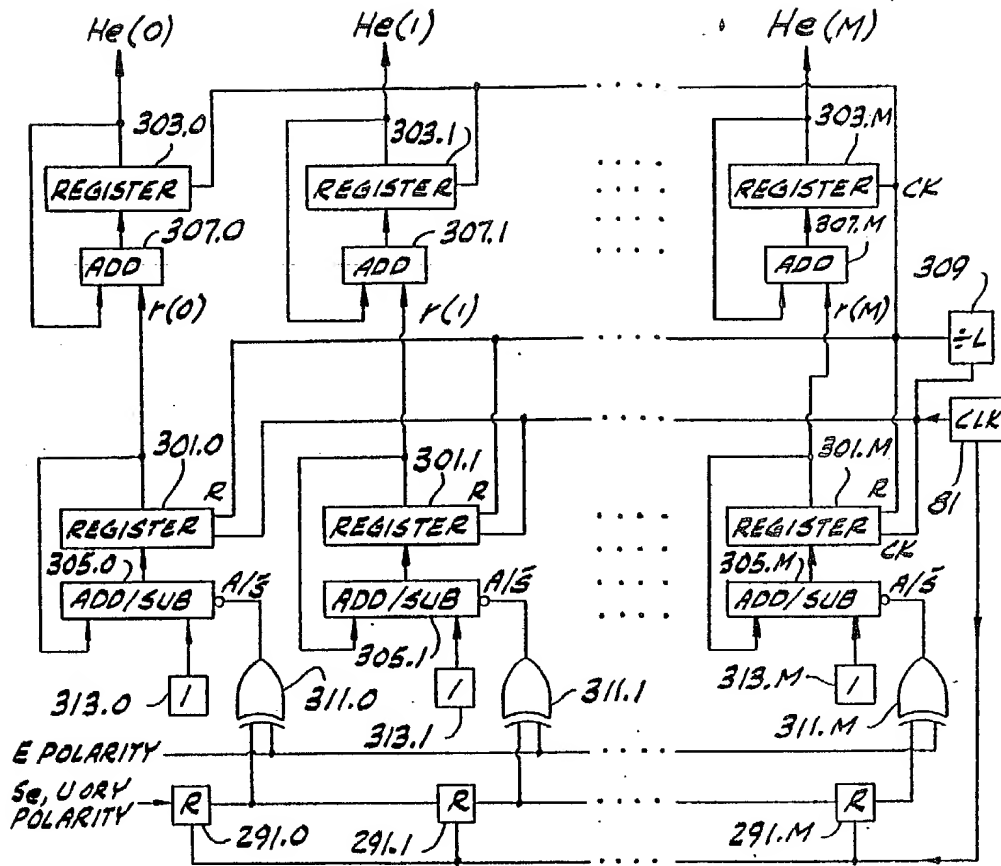 He(0) He(1) He(M)
303.0 303.1 303.M
REGISTER REGISTER REGISTER CK
307.0 307.1 307.M
ADD ADD ADD
309
r(0) r(1) r(M)
÷L
CLK
301.0 301.1 301.M
R R R
81
REGISTER REGISTER REGISTER
CK
305.0 305.M
A/S̄ A/S̄ A/S̄
ADD/SUB ADD/SUB ADD/SUB
305.1
1 1 1
313.0 311.0 311.1 313.M
313.1 311.M
E POLARITY
Se, U OR Y
POLARITY
R R R
291.0 291.1 291.M